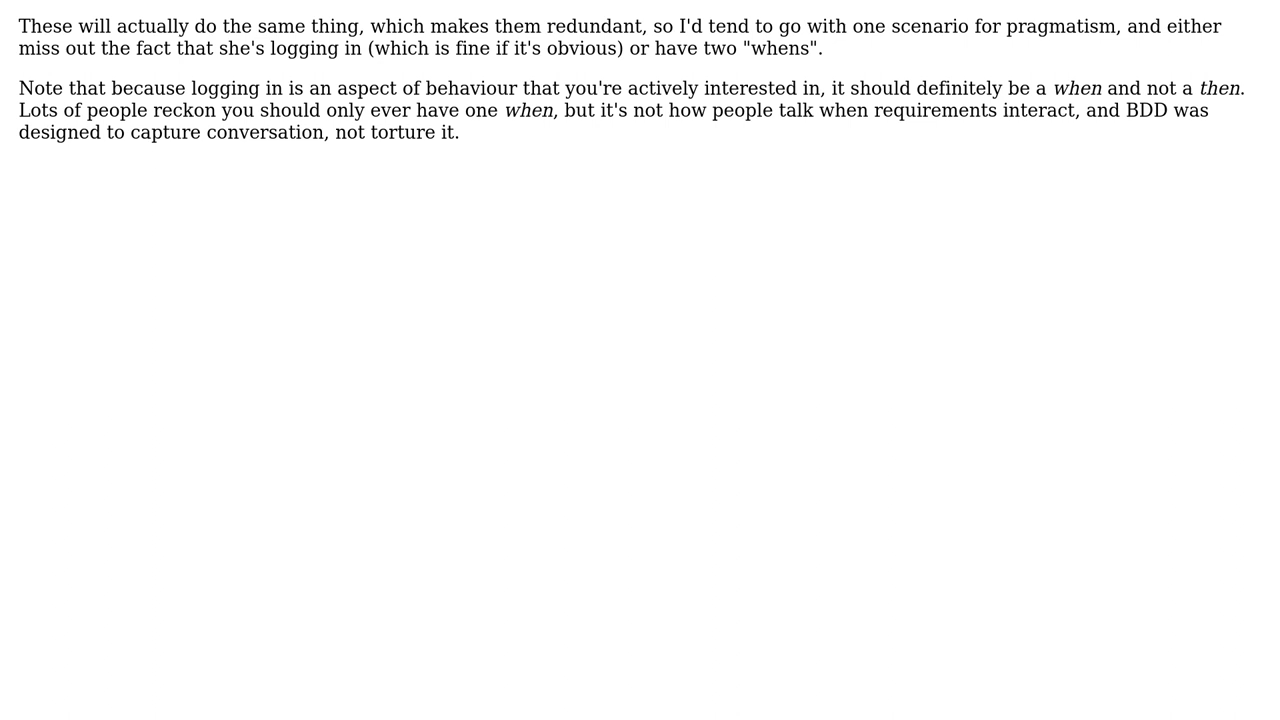 These will actually do the same thing, which makes them redundant, so I'd tend to go with one scenario for pragmatism, and either
miss out the fact that she's logging in (which is fine if it's obvious) or have two "whens".
Note that because logging in is an aspect of behaviour that you're actively interested in, it should definitely be a when and not a then.
Lots of people reckon you should only ever have one when, but it's not how people talk when requirements interact, and BDD was
designed to capture conversation, not torture it.